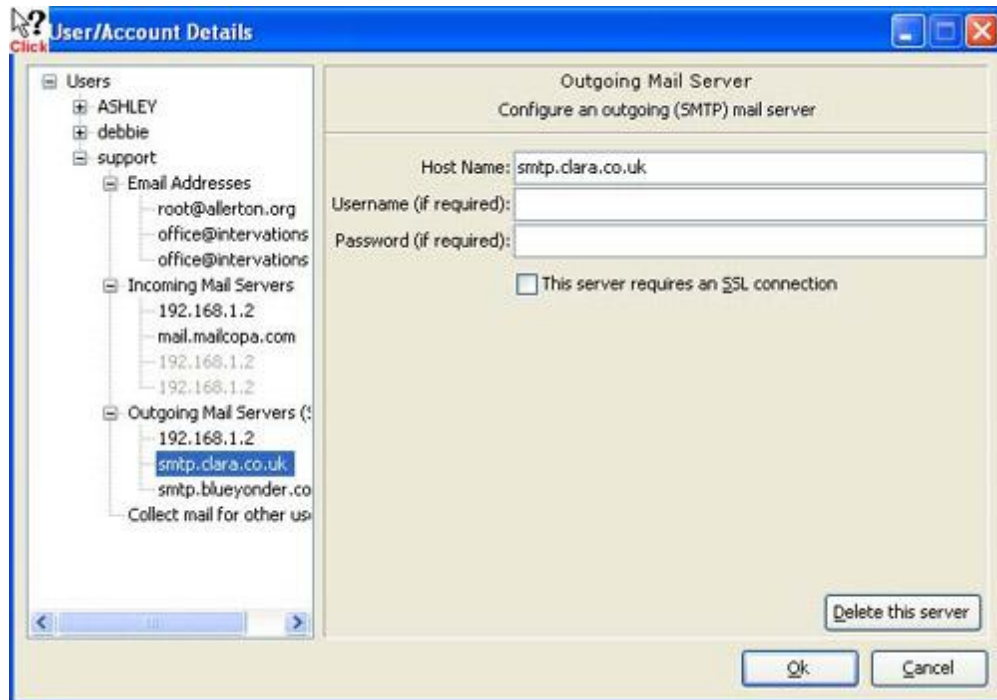 ?
Click
User/Account Details
Users
ASHLEY
debbie
support
Email Addresses
root@allerton.org
office@intervations
office@intervations
Incoming Mail Servers
192.168.1.2
mail.mailcopa.com
192.168.1.2
192.168.1.2
Outgoing Mail Servers (S
192.168.1.2
smtp.clara.co.uk
smtp.blueyonder.co
Collect mail for other us
Outgoing Mail Server
Configure an outgoing (SMTP) mail server
Host Name: smtp.clara.co.uk
Username (if required):
Password (if required):
This server requires an SSL connection
Delete this server
Ok Cancel